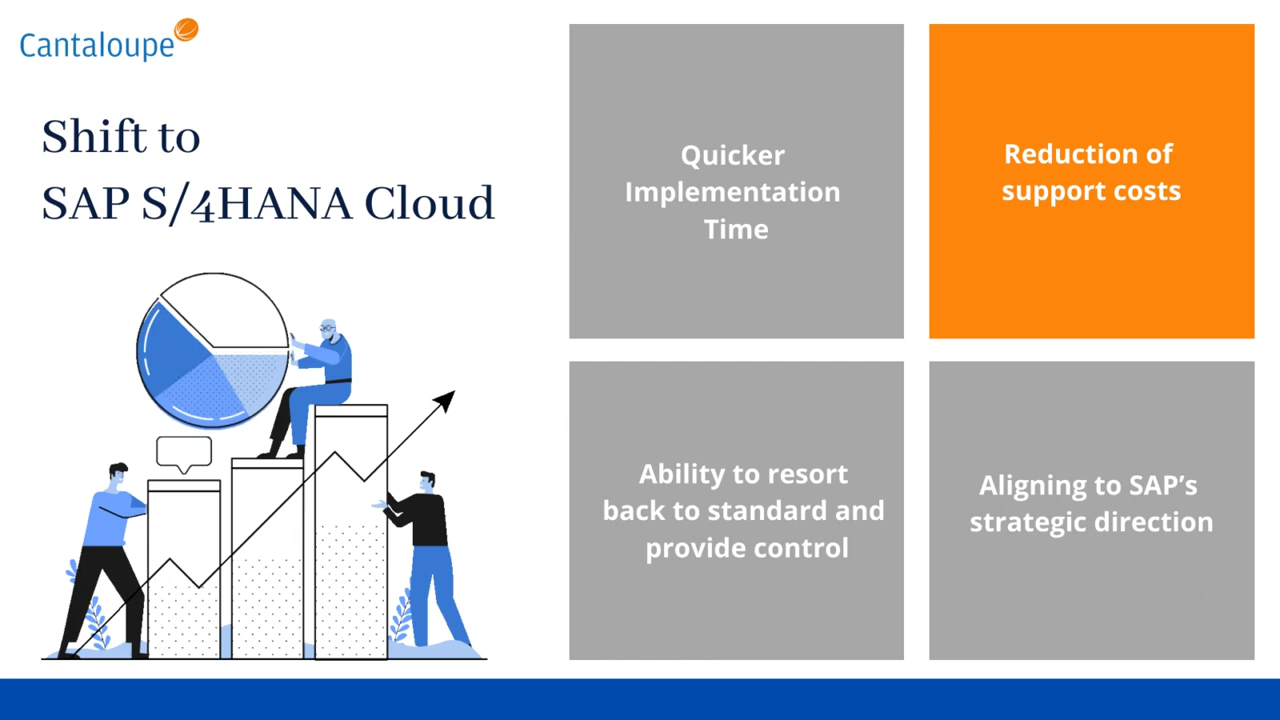 Cantaloupe
Shift to
SAP S/4HANA Cloud
Quicker
Implementation
Time
Reduction of
support costs
Ability to resort
back to standard and
provide control
Aligning to SAP’s
strategic direction